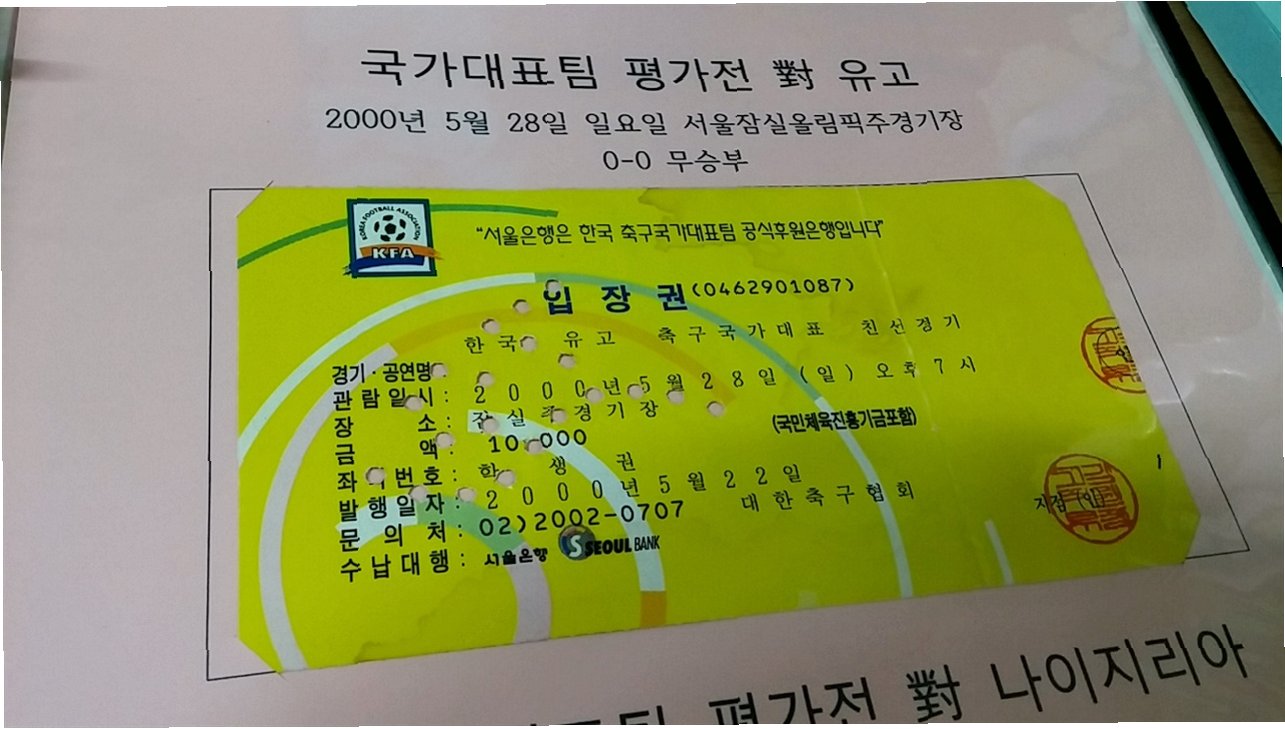 국가대표팀 평가전 對 유고
2000년 5월 28일 일요일 서울잠실올림픽주경기장
0-0 무승부
KOREA FOOTBALL ASSOCIATION
KFA
"서울은행은 한국 축구국가대표팀 공식후원은행입니다"
입장권(0462901087)
한국 유고 축구국가대표 친선경기
경기·공연명:
관람일시: 2000년5월28일(일) 오후7시
장소: 잠실주경기장
금액: 10,000 (국민체육진흥기금포함)
좌석번호: 학생권
발행일자: 2000년5월22일
문의처: 02)2002-0707 대한축구협회
수납대행: 서울은행 SEOUL BANK
지점 (인)
평가전 對 나이지리아